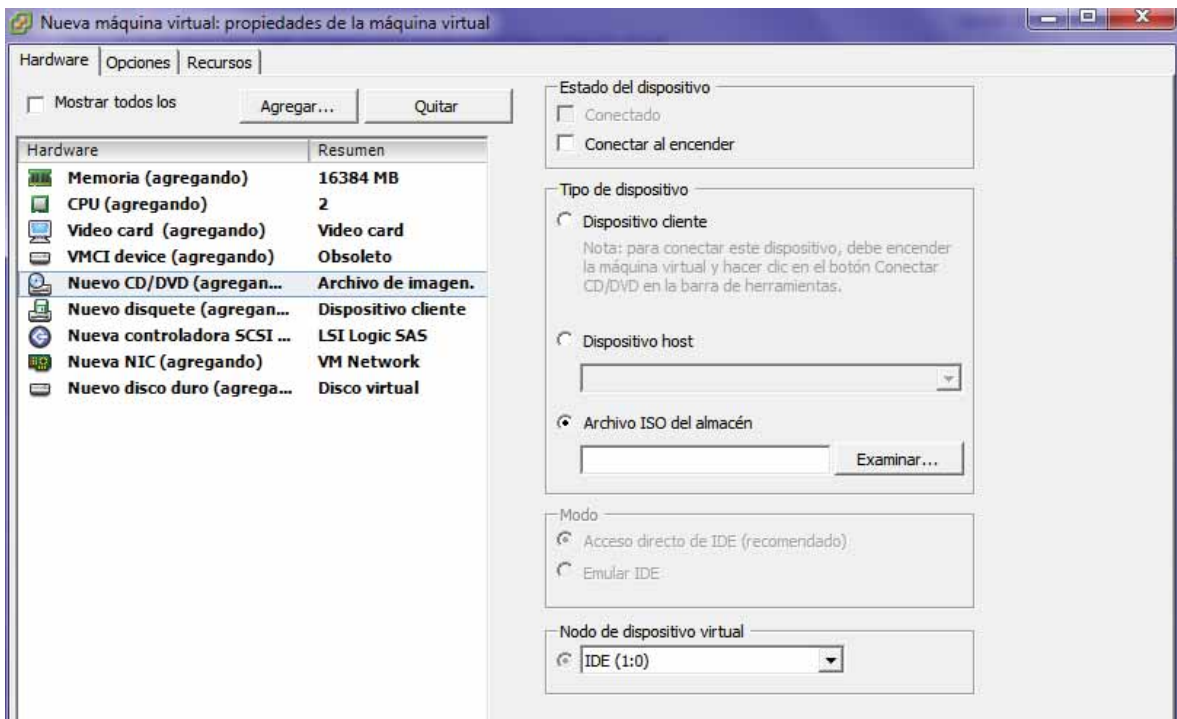 Nueva máquina virtual: propiedades de la máquina virtual
Hardware Opciones Recursos
Mostrar todos los Agregar... Quitar
Hardware Resumen
Memoria (agregando) 16384 MB
CPU (agregando) 2
Video card (agregando) Video card
VMCI device (agregando) Obsoleto
Nuevo CD/DVD (agregan... Archivo de imagen.
Nuevo disquete (agregan... Dispositivo cliente
Nueva controladora SCSI ... LSI Logic SAS
Nueva NIC (agregando) VM Network
Nuevo disco duro (agrega... Disco virtual
Estado del dispositivo
Conectado
Conectar al encender
Tipo de dispositivo
Dispositivo cliente
Nota: para conectar este dispositivo, debe encender
la máquina virtual y hacer clic en el botón Conectar
CD/DVD en la barra de herramientas.
Dispositivo host
Archivo ISO del almacén
Examinar...
Modo
Acceso directo de IDE (recomendado)
Emular IDE
Nodo de dispositivo virtual
IDE (1:0)